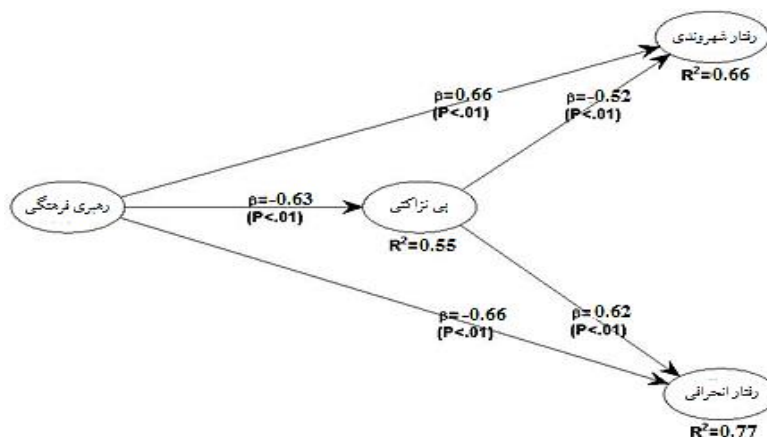 رفتار شهروندی
R²=0.66
β=0.66
(P<.01)
β=-0.52
(P<.01)
رهبری فرهنگی
β=-0.63
(P<.01)
بی نزاکتی
R²=0.55
β=-0.66
(P<.01)
β=0.62
(P<.01)
رفتار انحرافی
R²=0.77